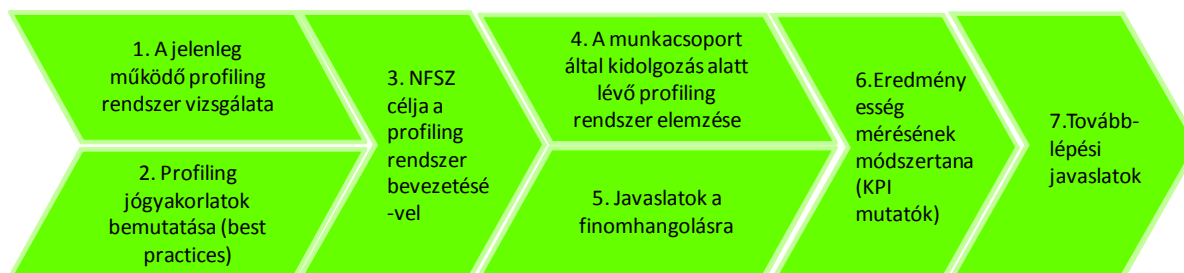 1. A jelenleg
működő profiling
rendszer vizsgálata
2. Profiling
jógyakorlatok
bemutatása (best
practices)
3. NFSZ
célja a
profiling
rendszer
bevezetésé
-vel
4. A munkacsoport
által kidolgozás alatt
lévő profiling
rendszer elemzése
5. Javaslatok a
finomhangolásra
6.Eredmény
esség
mérésének
módszertana
(KPI
mutatók)
7.Tovább-
lépési
javaslatok